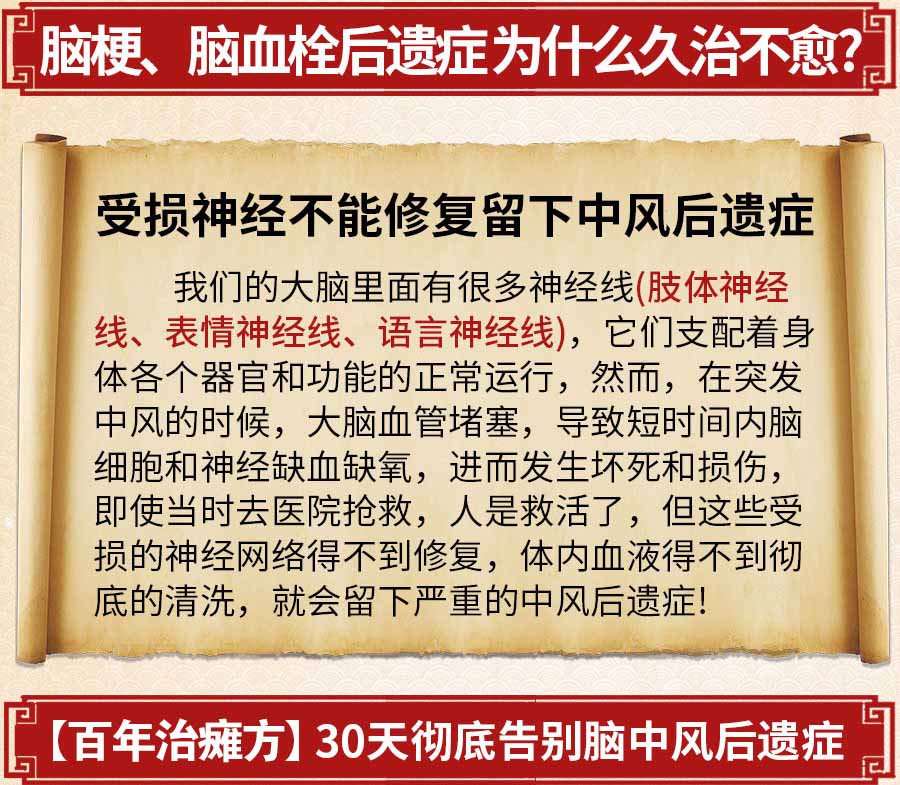 脑梗、脑血栓后遗症为什么久治不愈?
受损神经不能修复留下中风后遗症
我们的大脑里面有很多神经线(肢体神经
线、表情神经线、语言神经线)，它们支配着身
体各个器官和功能的正常运行，然而，在突发
中风的时候，大脑血管堵塞，导致短时间内脑
细胞和神经缺血缺氧，进而发生坏死和损伤，
即使当时去医院抢救，人是救活了，但这些受
损的神经网络得不到修复，体内血液得不到彻
底的清洗，就会留下严重的中风后遗症!
【百年治瘫方】30天彻底告别脑中风后遗症